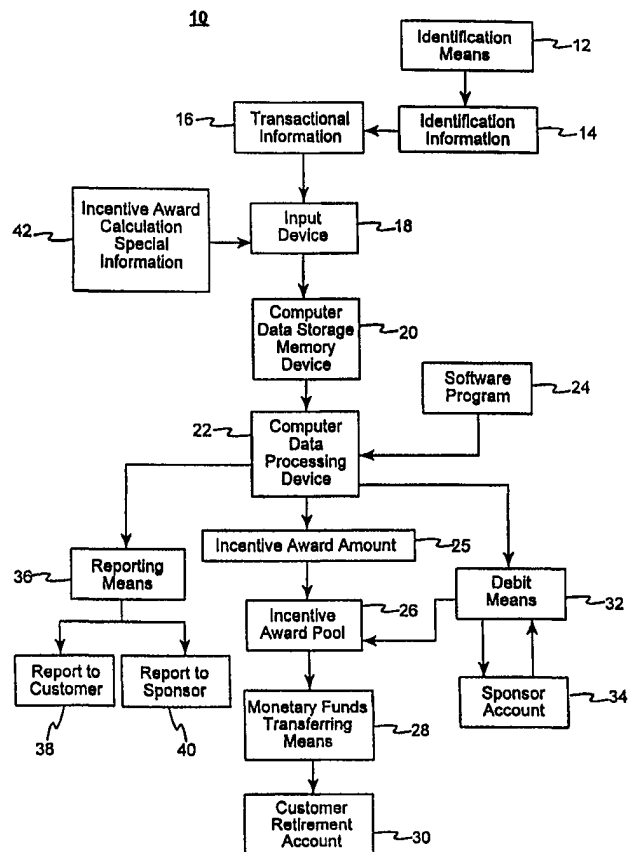 10
Identification
Means
12
16
Transactional
Information
Identification
Information
14
42
Incentive Award
Calculation
Special
Information
Input
Device
18
Computer
Data Storage
Memory
Device
20
Software
Program
24
22
Computer
Data
Processing
Device
Incentive Award Amount
25
36
Reporting
Means
Incentive
Award Pool
26
Debit
Means
32
Report to
Customer
38
Report to
Sponsor
40
Monetary Funds
Transferring
Means
28
Sponsor
Account
34
Customer
Retirement
Account
30